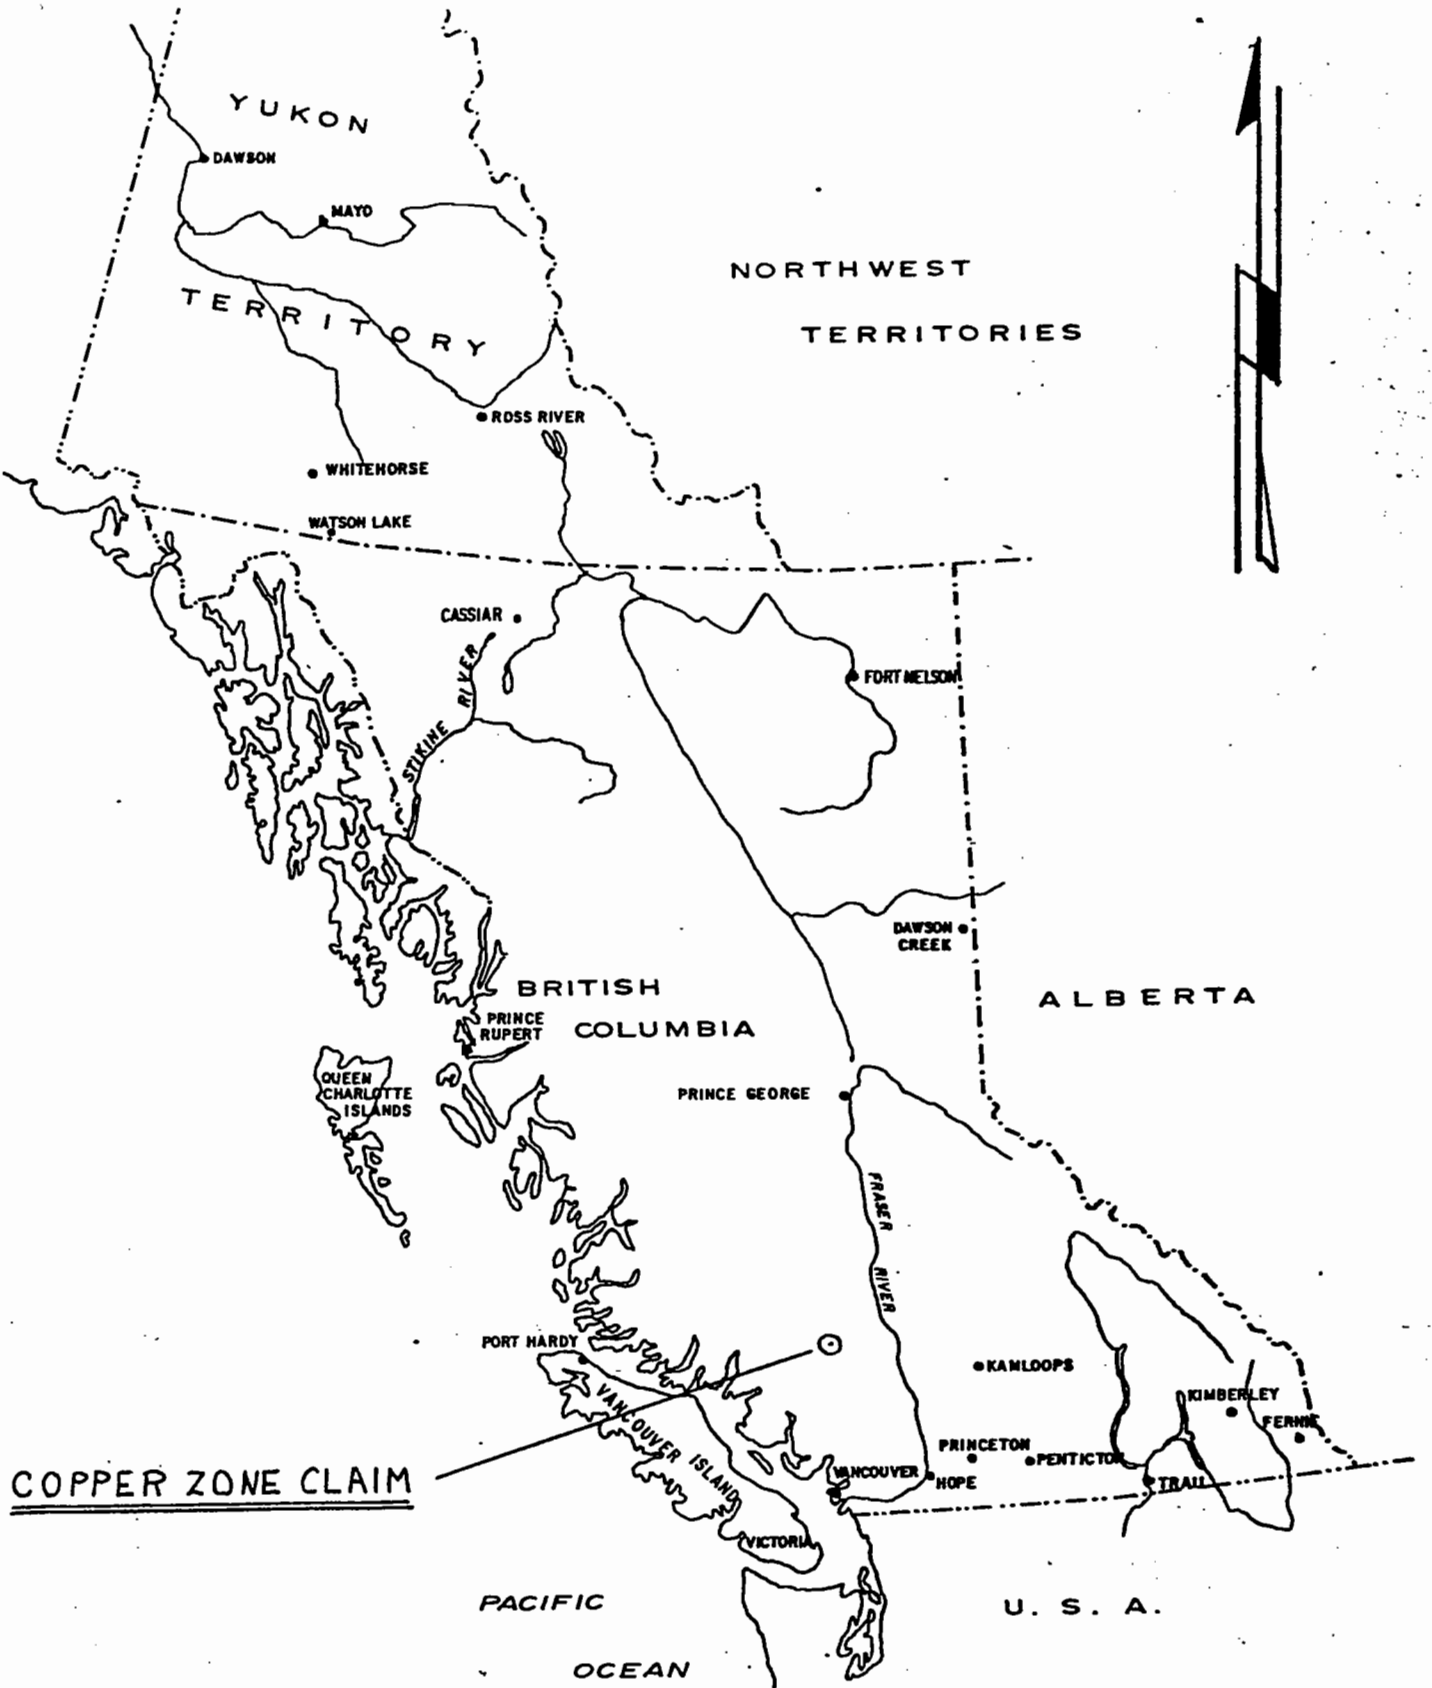 YUKON
DAWSON
MAYO
NORTHWEST
TERRITORIES
TERRITORY
ROSS RIVER
WHITEHORSE
WATSON LAKE
CASSIAR
STIKINE RIVER
FORT NELSON
DAWSON
CREEK
BRITISH
COLUMBIA
ALBERTA
PRINCE
RUPERT
QUEEN
CHARLOTTE
ISLANDS
PRINCE GEORGE
FRASER RIVER
PORT HARDY
VANCOUVER ISLAND
KAMLOOPS
KIMBERLEY
FERNIE
PRINCETON
PENTICTON
VANCOUVER
HOPE
TRAIL
COPPER ZONE CLAIM
VICTORIA
PACIFIC
OCEAN
U. S. A.